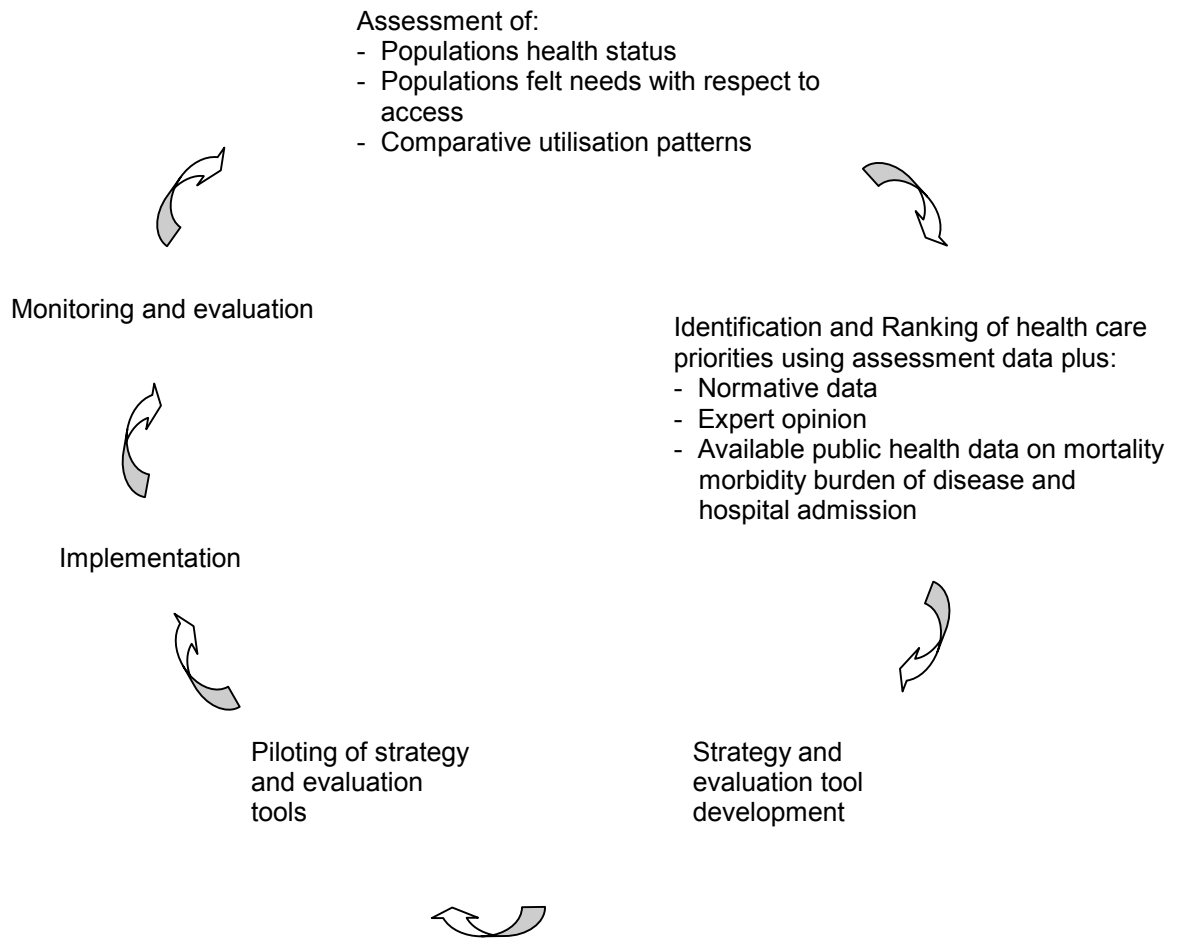 Assessment of:
- Populations health status
- Populations felt needs with respect to
access
- Comparative utilisation patterns
Identification and Ranking of health care
priorities using assessment data plus:
- Normative data
- Expert opinion
- Available public health data on mortality
morbidity burden of disease and
hospital admission
Strategy and
evaluation tool
development
Piloting of strategy
and evaluation
tools
Implementation
Monitoring and evaluation